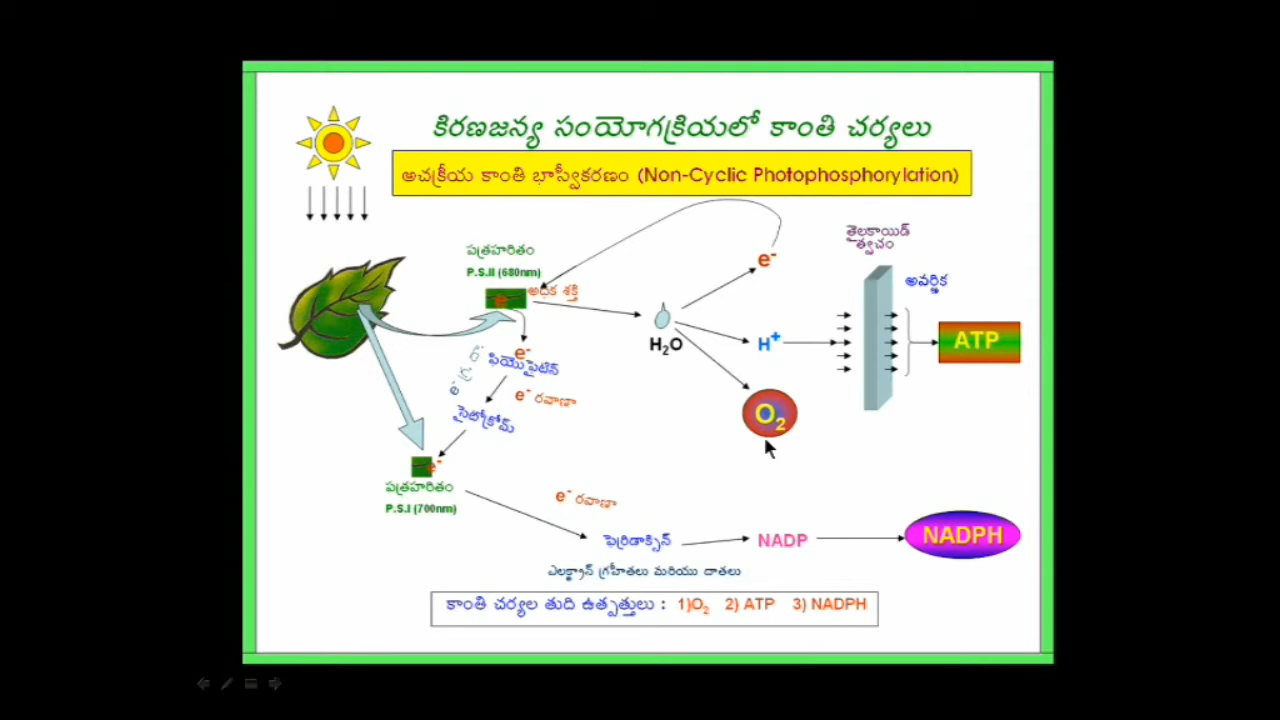 కిరణజన్య సంయోగక్రియలో కాంతి చర్యలు
అచక్రీయ కాంతి భాస్వీకరణం (Non-Cyclic Photophosphorylation)
థైలకాయిడ్
త్వచం
పత్రహరితం
P.S.II (680nm)
అధిక శక్తి
e-
e-
అవర్ణిక
H2O
H+
ATP
e-
ఫియొఫైటిన్
e- రవాణా
సైటోక్రోమ్
O2
e-
పత్రహరితం
P.S.I (700nm)
e- రవాణా
ఫెరిడాక్సిన్
NADP
NADPH
ఎలక్ట్రాన్ గ్రహీతలు మరియు దాతలు
కాంతి చర్యల తుది ఉత్పత్తులు : 1)O2 2) ATP 3) NADPH